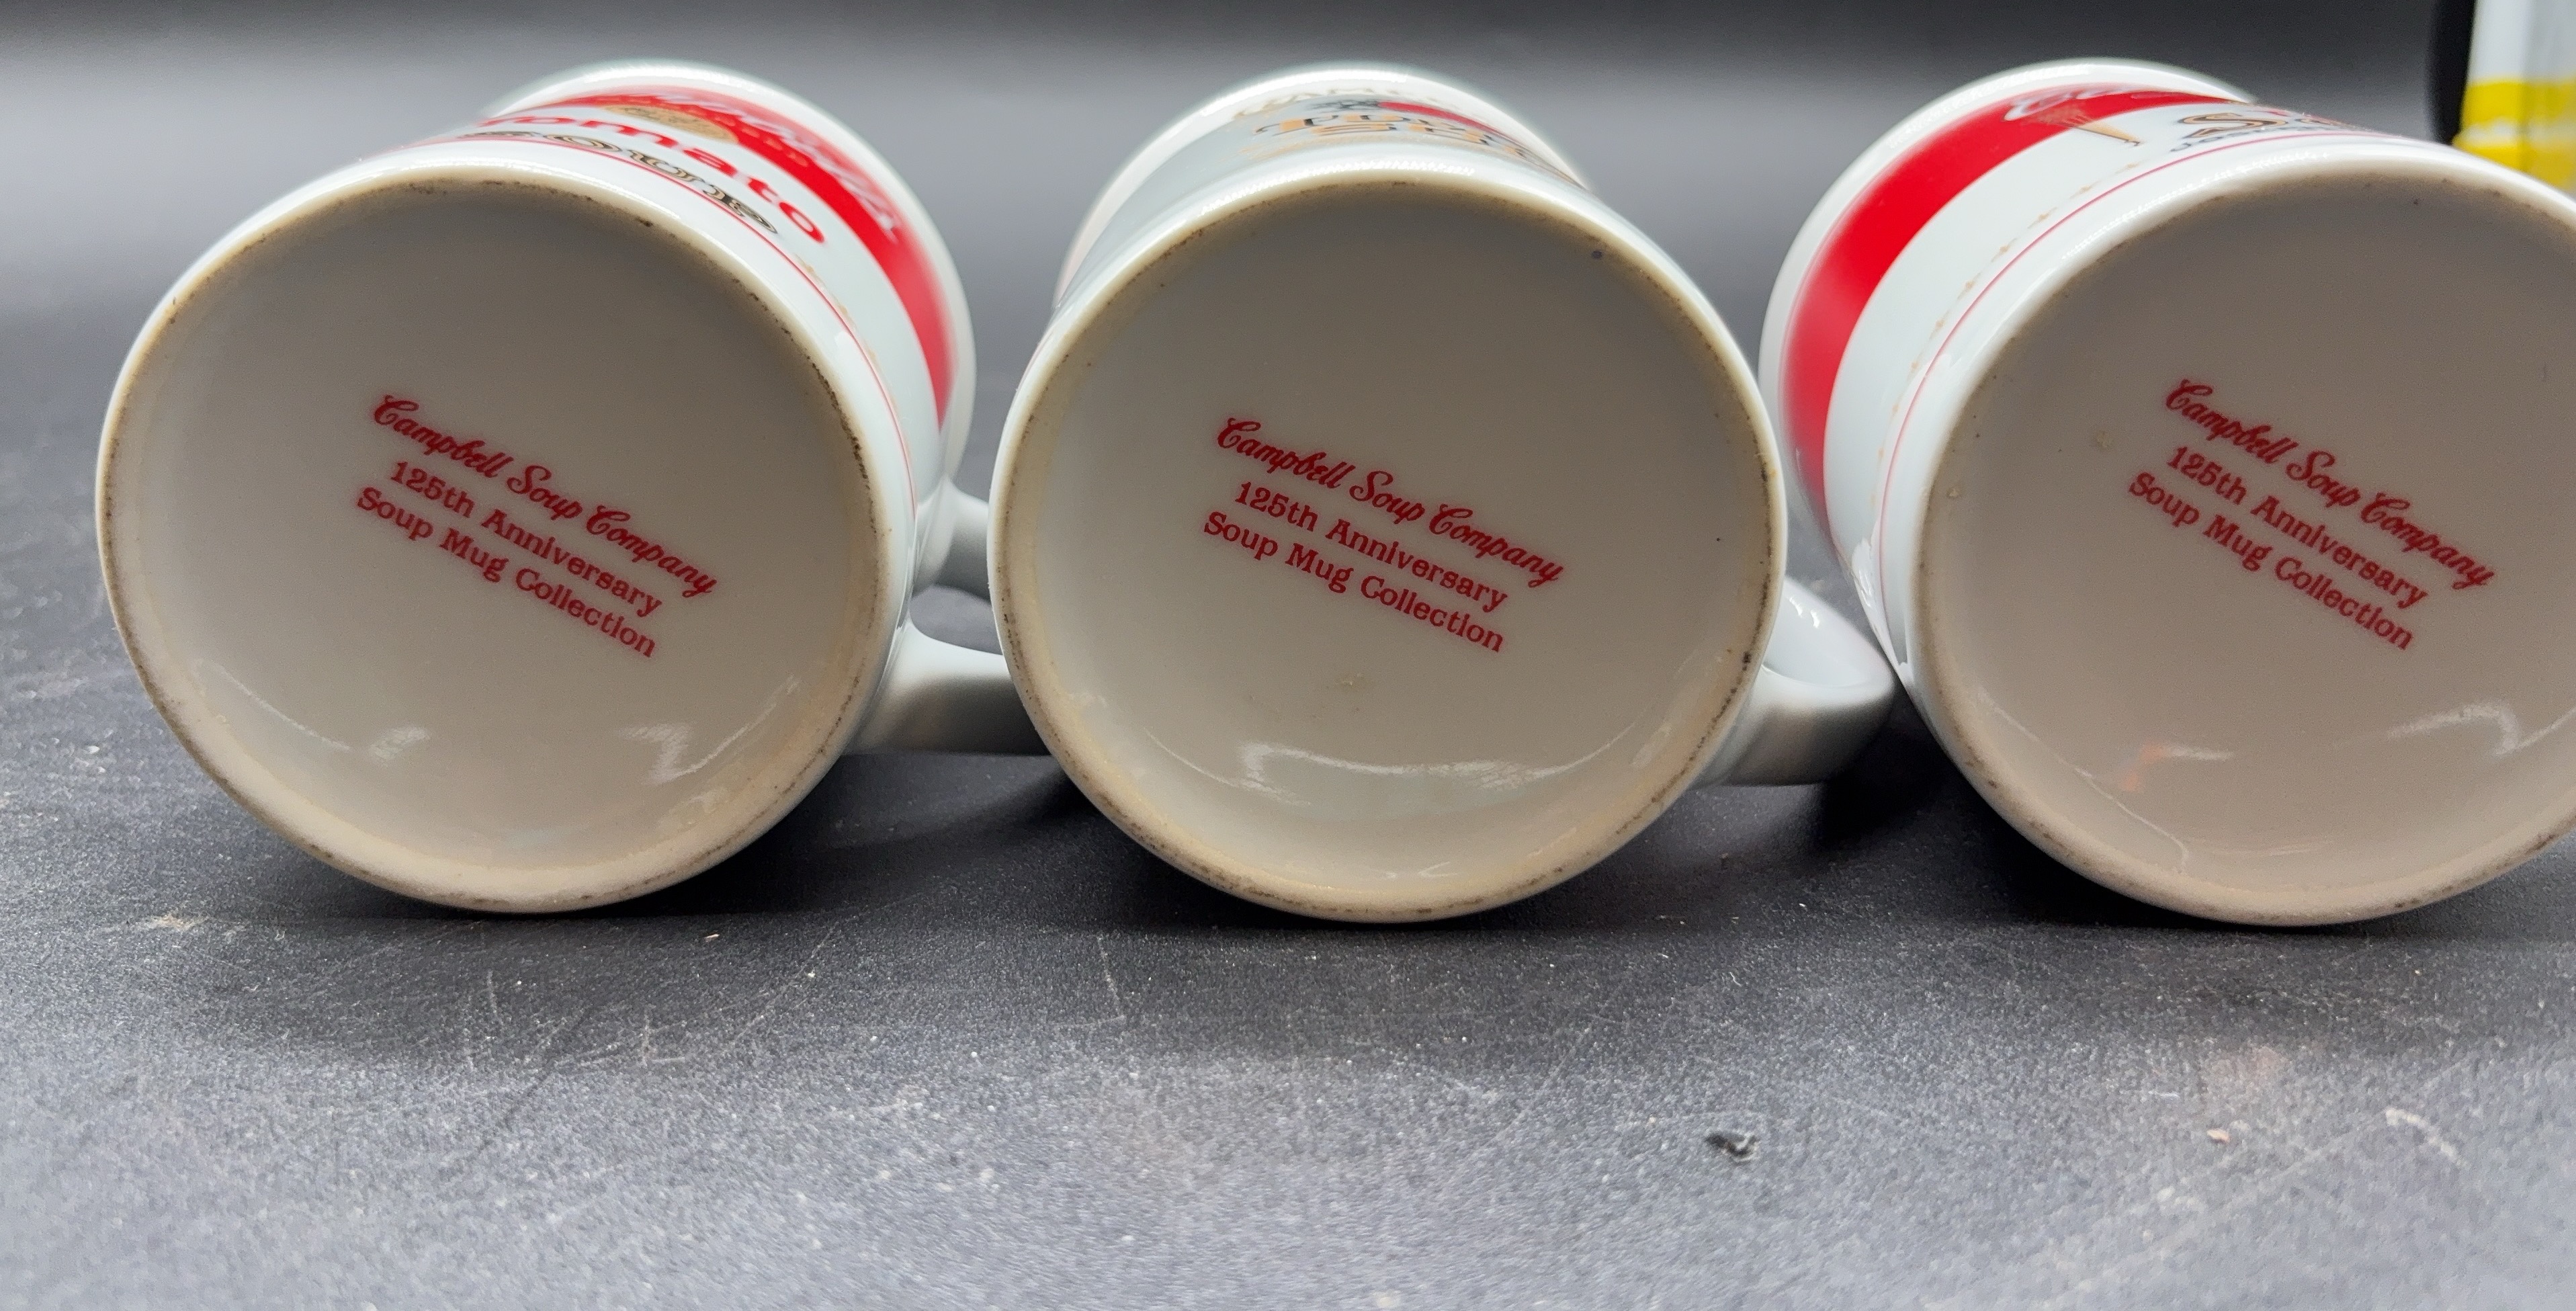 Tomato
SOUP
Campbell Soup Company
125th Anniversary
Soup Mug Collection
Campbell Soup Company
125th Anniversary
Soup Mug Collection
Campbell Soup Company
125th Anniversary
Soup Mug Collection